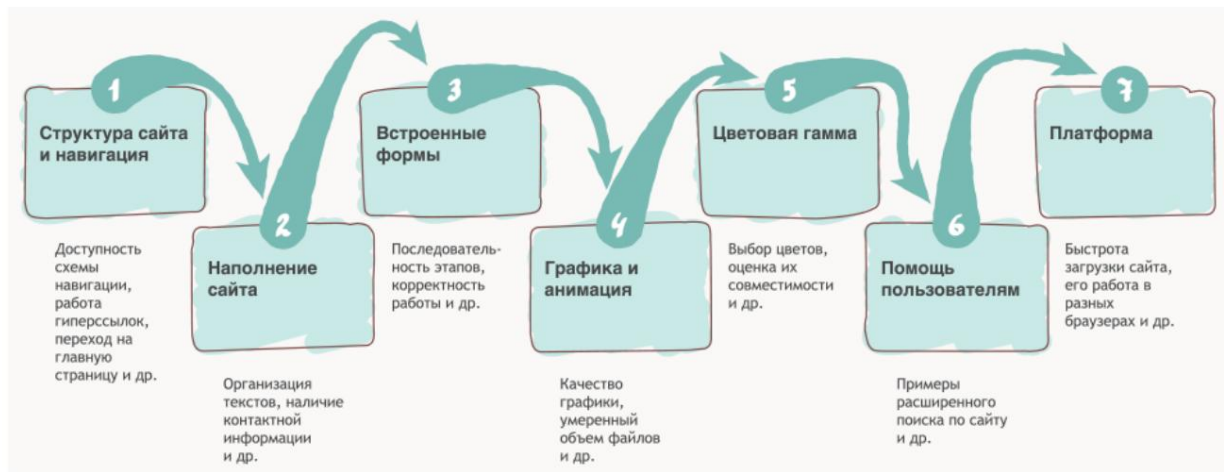 1
Структура сайта
и навигация
Доступность
схемы
навигации,
работа
гиперссылок,
переход на
главную
страницу и др.
2
Наполнение
сайта
Организация
текстов, наличие
контактной
информации
и др.
3
Встроенные
формы
Последователь-
ность этапов,
корректность
работы и др.
4
Графика и
анимация
Качество
графики,
умеренный
объем файлов
и др.
5
Цветовая гамма
Выбор цветов,
оценка их
совместимости
и др.
6
Помощь
пользователям
Примеры
расширенного
поиска по сайту
и др.
7
Платформа
Быстрота
загрузки сайта,
его работа в
разных
браузерах и др.